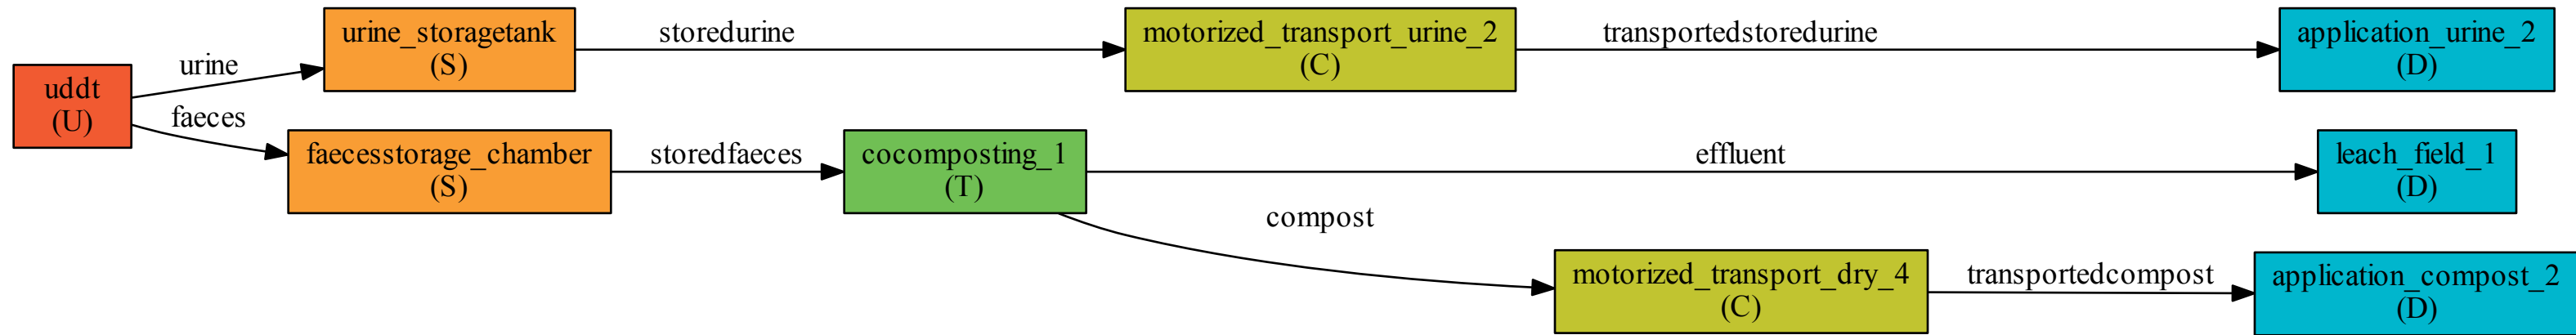 uddt
(U)
urine
faeces
urine_storagetank
(S)
storedurine
motorized_transport_urine_2
(C)
transportedstoredurine
application_urine_2
(D)
faecesstorage_chamber
(S)
storedfaeces
cocomposting_1
(T)
effluent
leach_field_1
(D)
compost
motorized_transport_dry_4
(C)
transportedcompost
application_compost_2
(D)